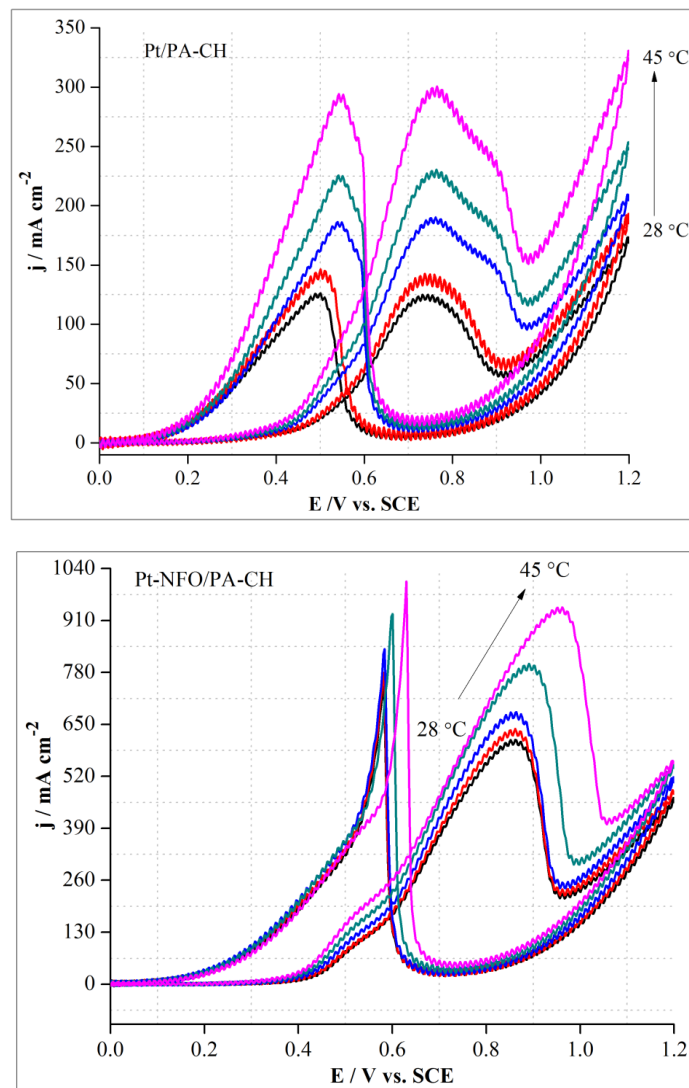 Pt/PA-CH
45 °C
28 °C
350
300
250
200
150
100
50
0
j / mA cm⁻²
0.0 0.2 0.4 0.6 0.8 1.0 1.2
E /V vs. SCE
Pt-NFO/PA-CH
45 °C
28 °C
1040
910
780
650
520
390
260
130
0
j / mA cm⁻²
0.0 0.2 0.4 0.6 0.8 1.0 1.2
E / V vs. SCE